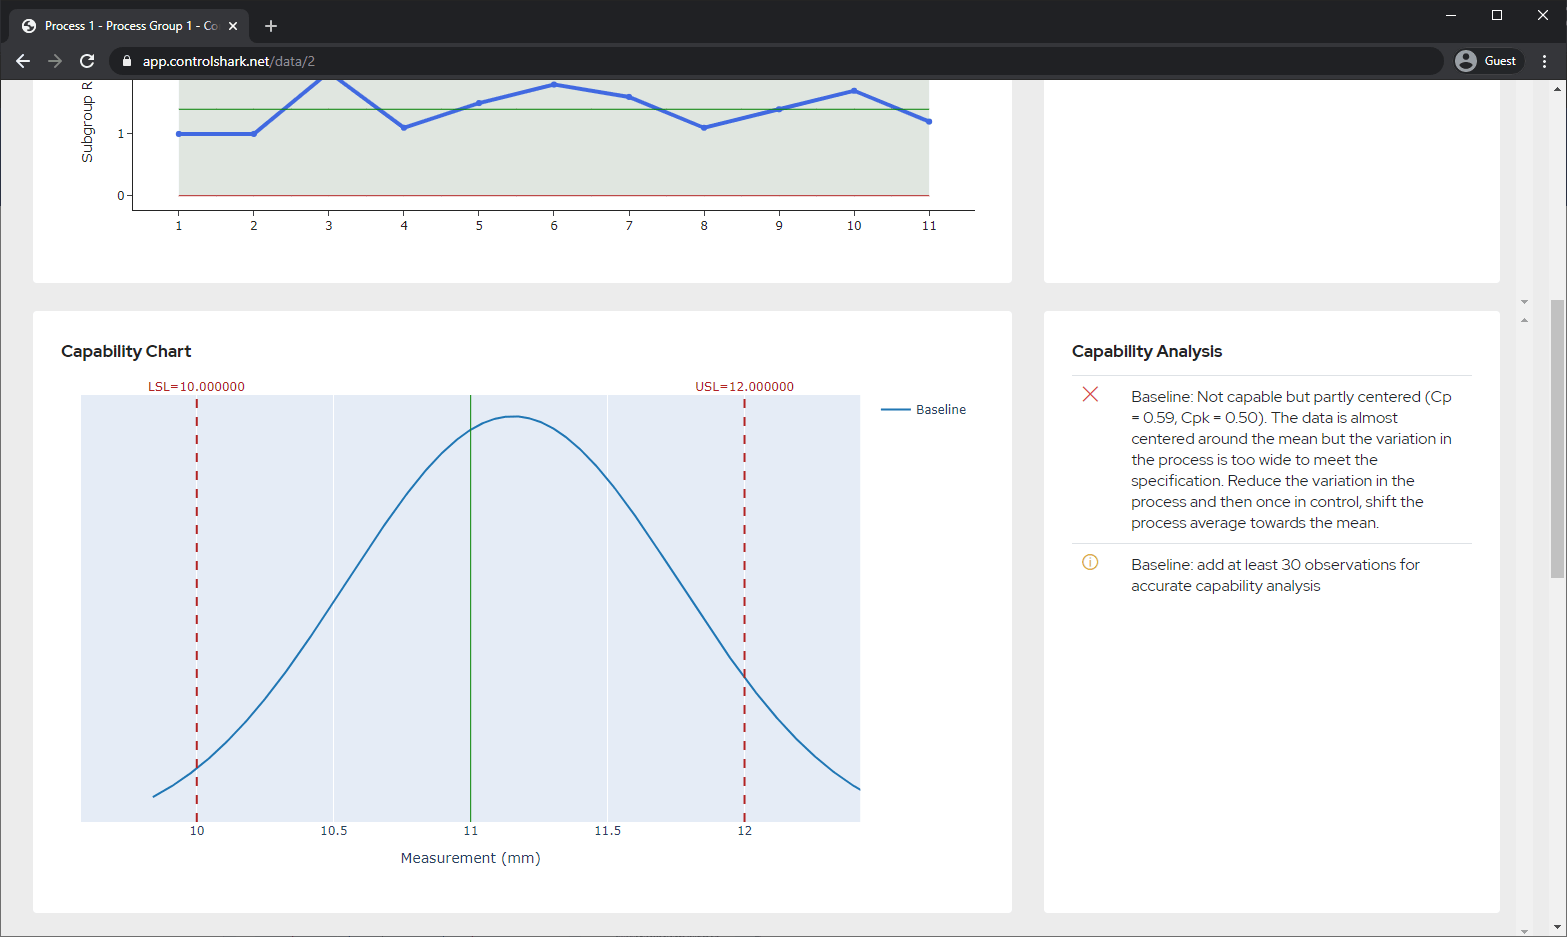 Process 1 - Process Group 1 - Co
app.controlshark.net/data/2
Guest
Subgroup R
1
0
1 2 3 4 5 6 7 8 9 10 11
Capability Chart
LSL=10.000000
USL=12.000000
Baseline
10 10.5 11 11.5 12
Measurement (mm)
Capability Analysis
Baseline: Not capable but partly centered (Cp
= 0.59, Cpk = 0.50). The data is almost
centered around the mean but the variation in
the process is too wide to meet the
specification. Reduce the variation in the
process and then once in control, shift the
process average towards the mean.
Baseline: add at least 30 observations for
accurate capability analysis